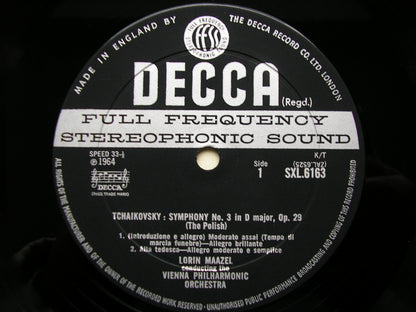 MADE IN ENGLAND BY THE DECCA RECORD CO. LTD. LONDON
FULL FREQUENCY
STEREOPHONIC SOUND
ffss
DECCA
(Regd.)
FULL FREQUENCY
STEREOPHONIC SOUND
SPEED 33⅓
℗ 1964
DECCA
TRADE MARK
K/T
(ZAL.6525)
Side
1
SXL.6163
TCHAIKOVSKY : SYMPHONY No. 3 in D major, Op. 29
(The Polish)
1. (Introduzione e allegro) Moderato assai (Tempo di
marcia funebre)—Allegro brillante
2. Alla tedesca—Allegro moderato e semplice
LORIN MAAZEL
conducting the
VIENNA PHILHARMONIC
ORCHESTRA
ALL RIGHTS OF THE MANUFACTURER AND OF THE OWNER OF THE RECORDED WORK RESERVED · UNAUTHORISED PUBLIC PERFORMANCE BROADCASTING AND COPYING OF THIS RECORD PROHIBITED